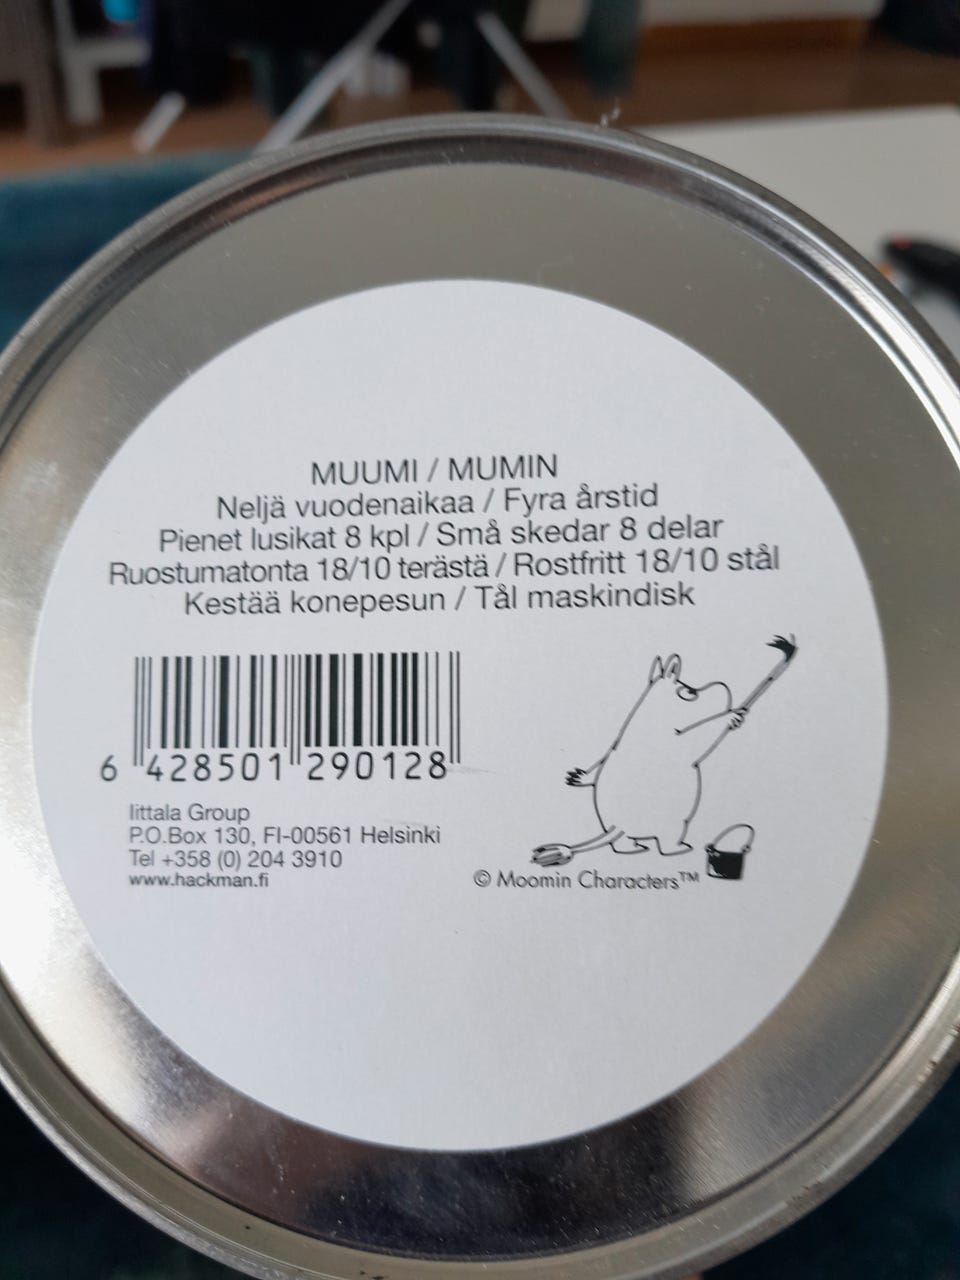 MUUMI / MUMIN
Neljä vuodenaikaa / Fyra årstid
Pienet lusikat 8 kpl / Små skedar 8 delar
Ruostumatonta 18/10 terästä / Rostfritt 18/10 stål
Kestää konepesun / Tål maskindisk
6 428501 290128
Iittala Group
P.O.Box 130, FI-00561 Helsinki
Tel +358 (0) 204 3910
www.hackman.fi
© Moomin Characters™